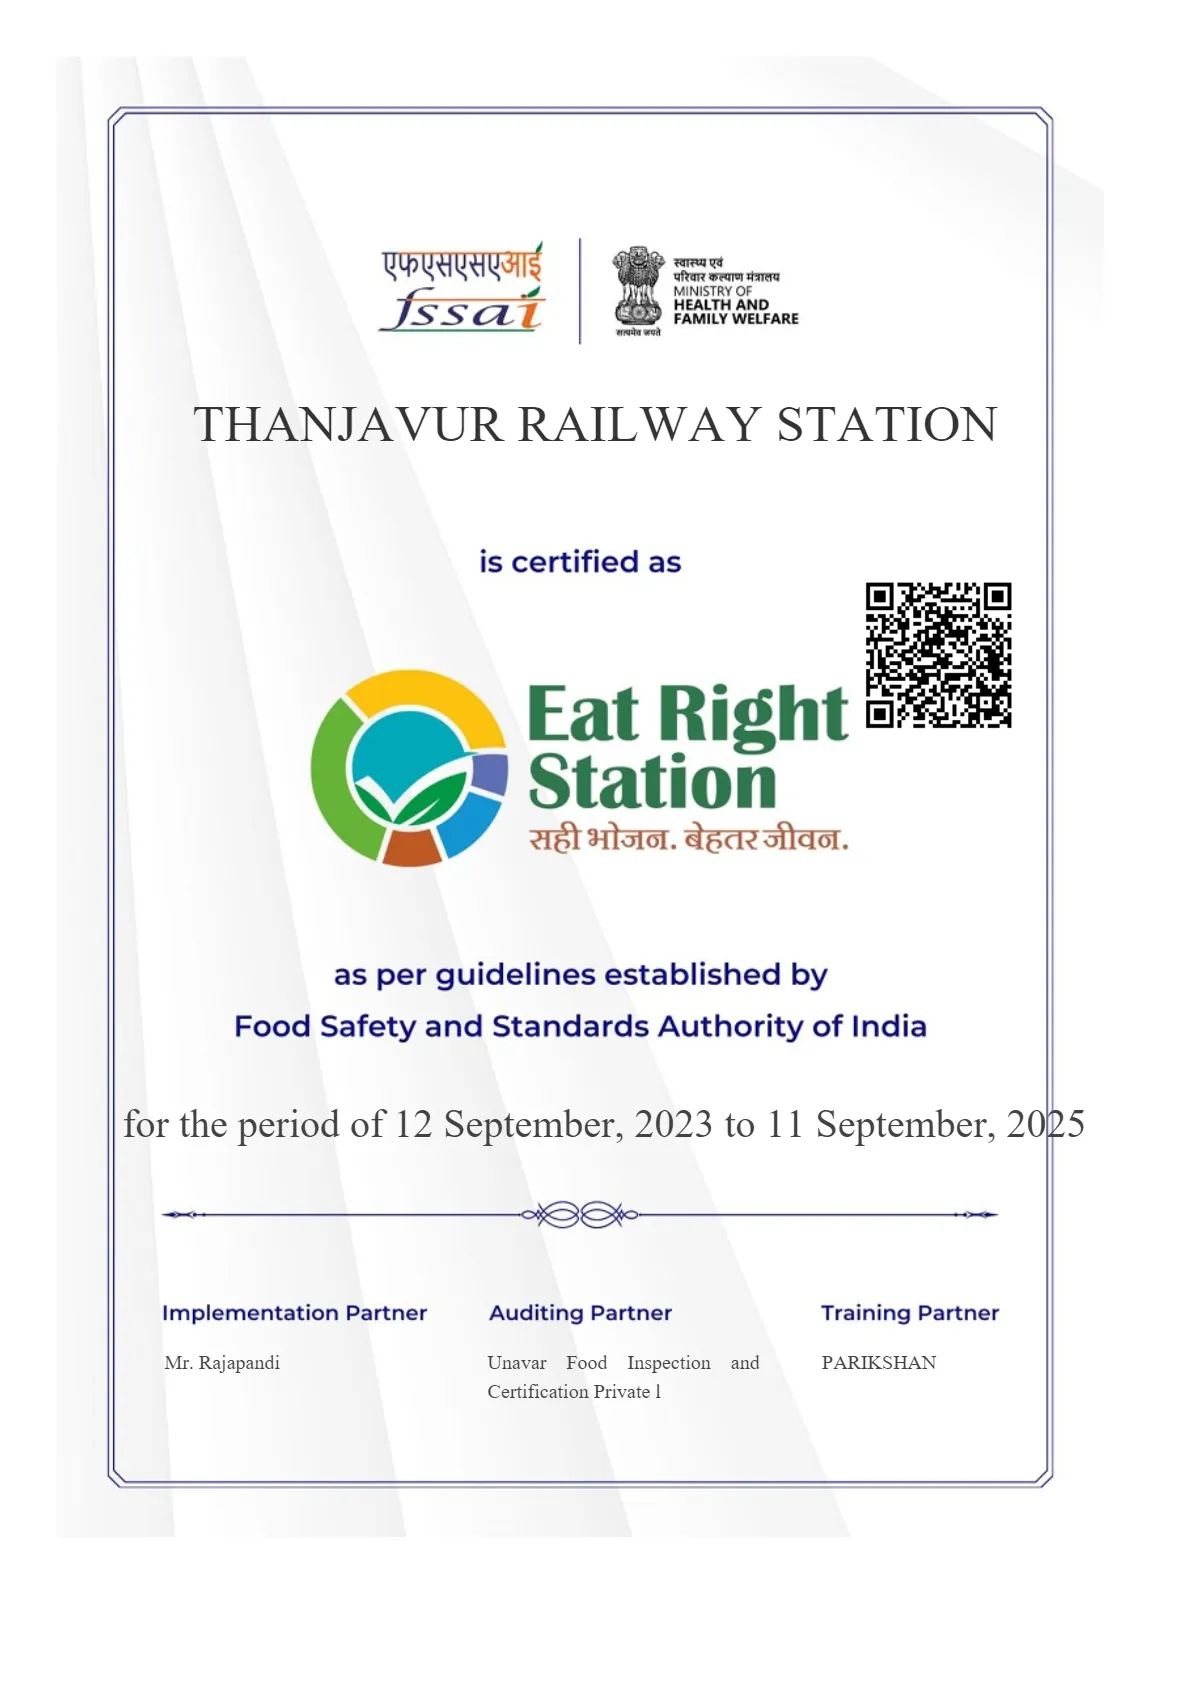 एफएसएसएआई
fssai
स्वास्थ्य एवं
परिवार कल्याण मंत्रालय
MINISTRY OF
HEALTH AND
FAMILY WELFARE
सत्यमेव जयते
THANJAVUR RAILWAY STATION
is certified as
Eat Right
Station
सही भोजन. बेहतर जीवन.
as per guidelines established by
Food Safety and Standards Authority of India
for the period of 12 September, 2023 to 11 September, 2025
Implementation Partner
Mr. Rajapandi
Auditing Partner
Unavar Food Inspection and
Certification Private l
Training Partner
PARIKSHAN